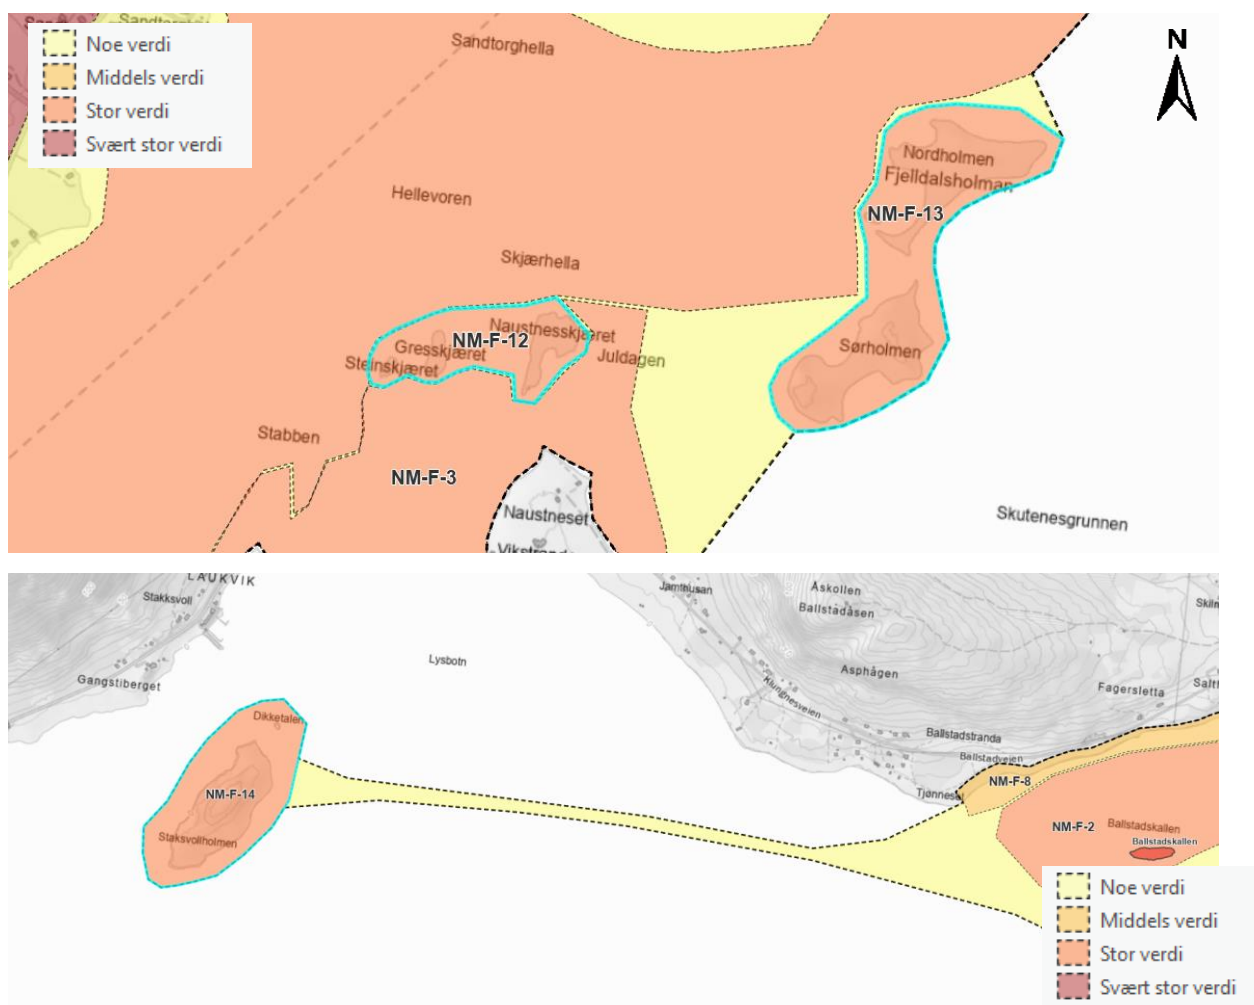 Noe verdi
Middels verdi
Stor verdi
Svært stor verdi
Sandtorghella
N
Nordholmen
Fjelldalsholman
Hellevoren
NM-F-13
Skjærhella
Naustnesskjæret
NM-F-12
Gresskjæret
Juldagen
Steinskjæret
Sørholmen
Stabben
NM-F-3
Naustneset
Skutenesgrunnen
LAUKVIK
Stakksvoll
Jamthusan
Åskollen
Ballstadåsen
Lysbotn
Gangstiberget
Asphågen
Klungnesveien
Fagersletta
Dikketalen
Ballstadstranda
Ballstadveien
NM-F-8
NM-F-14
Tjønneset
NM-F-2
Ballstadskallen
Ballstadskallen
Staksvollholmen
Noe verdi
Middels verdi
Stor verdi
Svært stor verdi